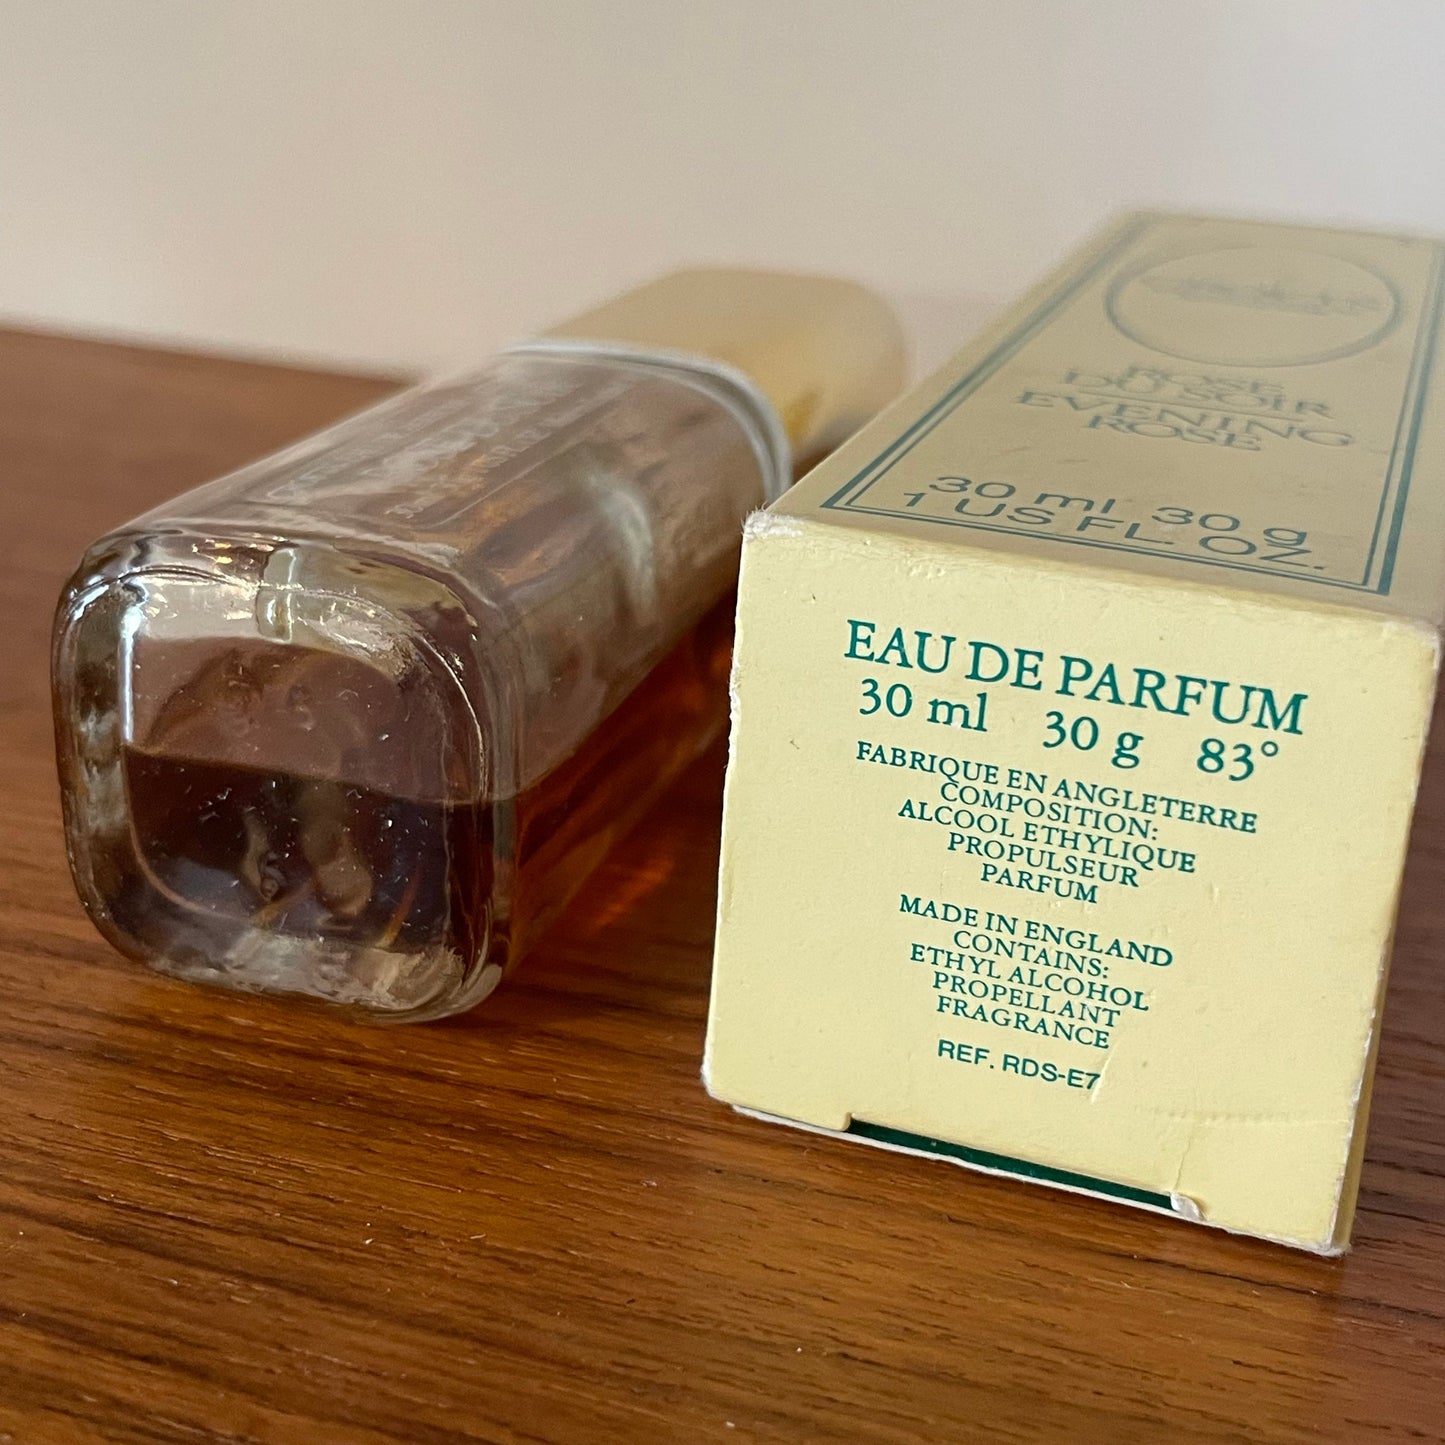 ROSE
DU SOIR
EVENING
ROSE
30 ml 30 g
1 US FL. OZ.
EAU DE PARFUM
30 ml 30 g 83°
FABRIQUE EN ANGLETERRE
COMPOSITION:
ALCOOL ETHYLIQUE
PROPULSEUR
PARFUM
MADE IN ENGLAND
CONTAINS:
ETHYL ALCOHOL
PROPELLANT
FRAGRANCE
REF. RDS-E7